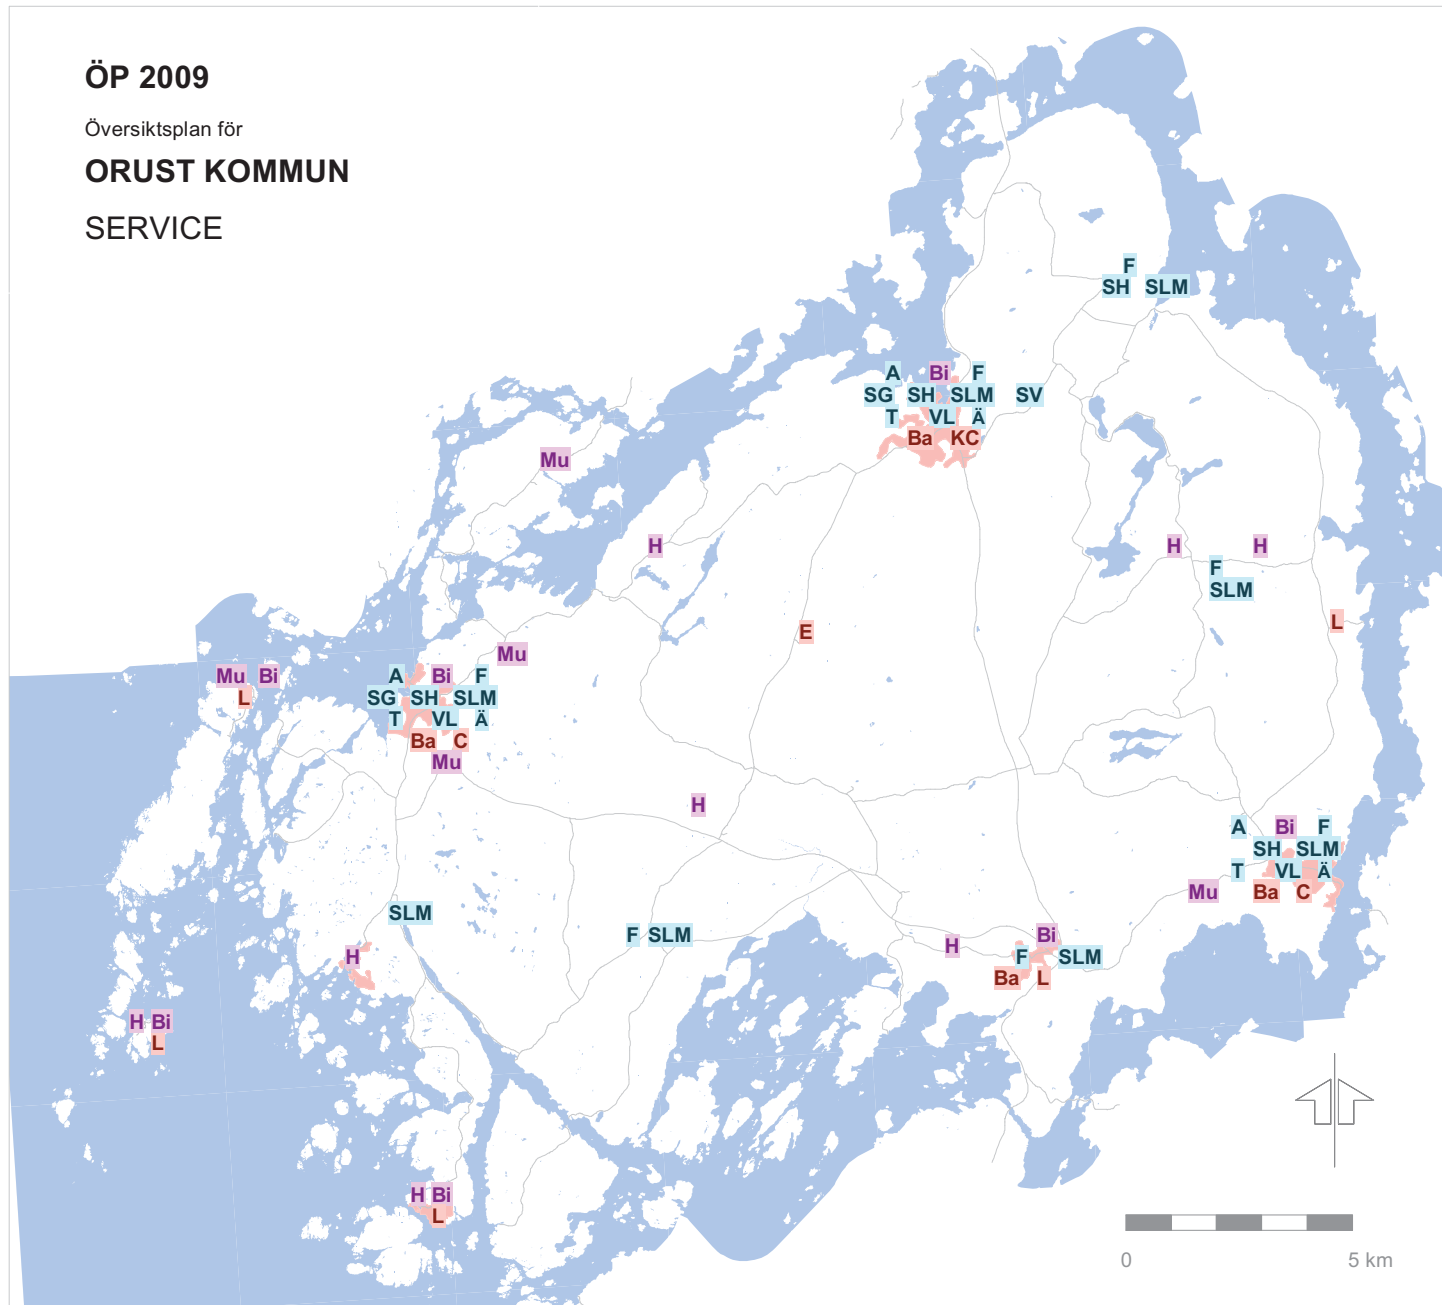 ÖP 2009
Översiktsplan för
ORUST KOMMUN
SERVICE
F
SH SLM
A Bi F
SG SH SLM SV
T VL Ä
Ba KC
Mu
H
H H
F
SLM
L
E
Mu
Mu Bi
L
A Bi F
SG SH SLM
T VL Ä
Ba C
Mu
H
A Bi F
SH SLM
T VL Ä
Mu Ba C
SLM
F SLM
H
H
Bi
F SLM
Ba L
H Bi
L
H Bi
L
0 5 km